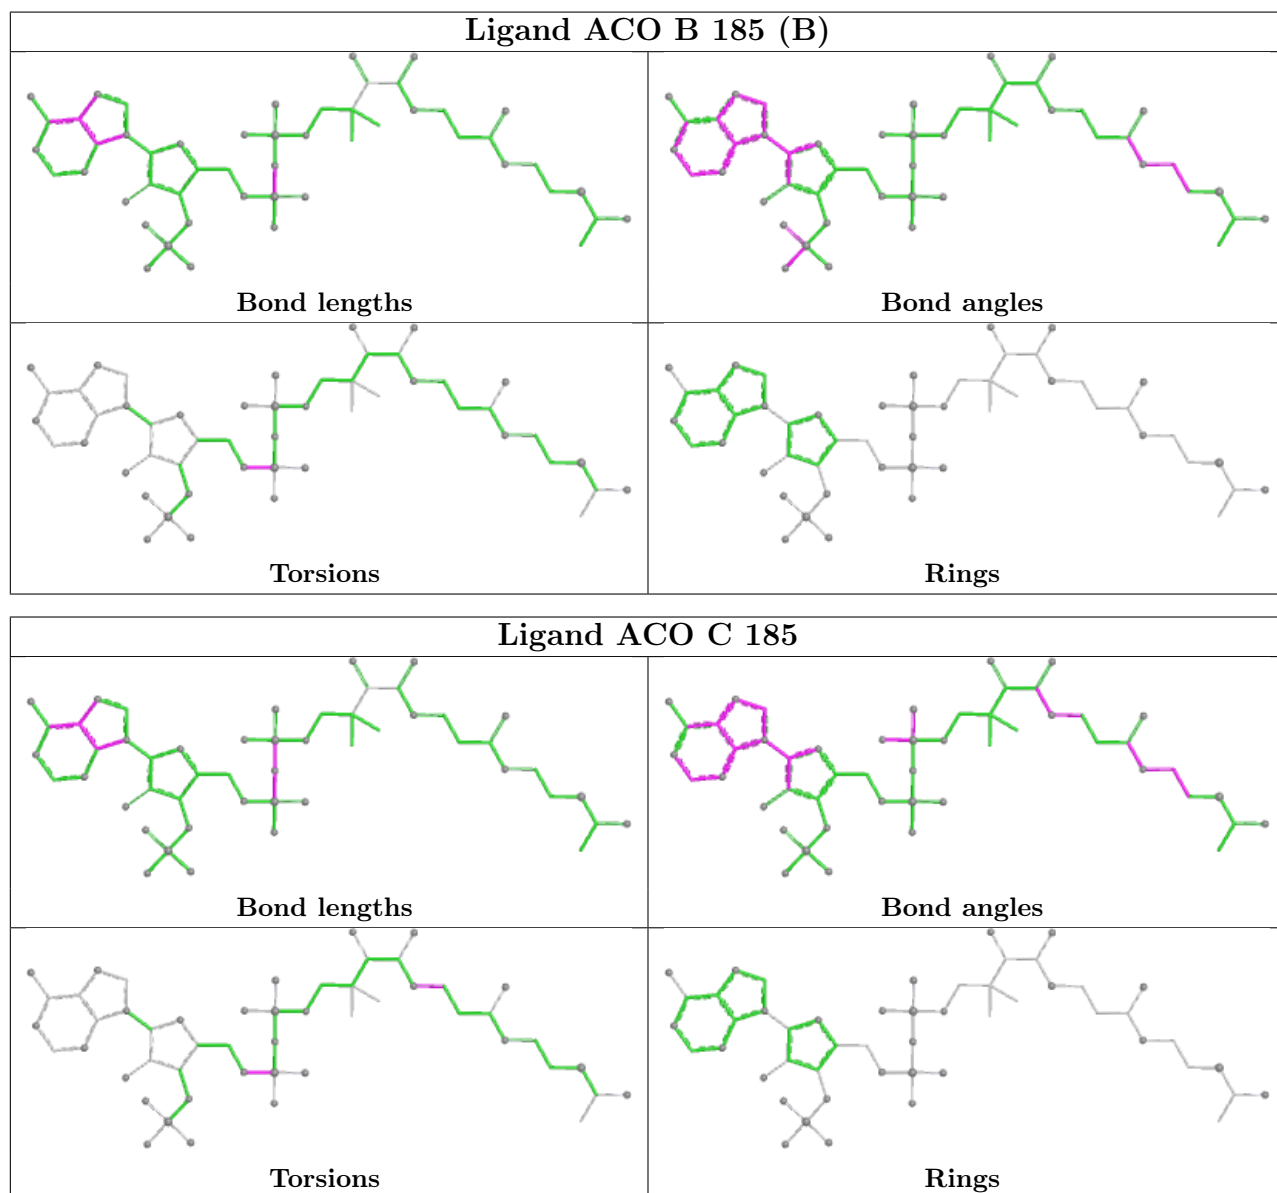 Ligand ACO B 185 (B)
Bond lengths
Bond angles
Torsions
Rings
Ligand ACO C 185
Bond lengths
Bond angles
Torsions
Rings